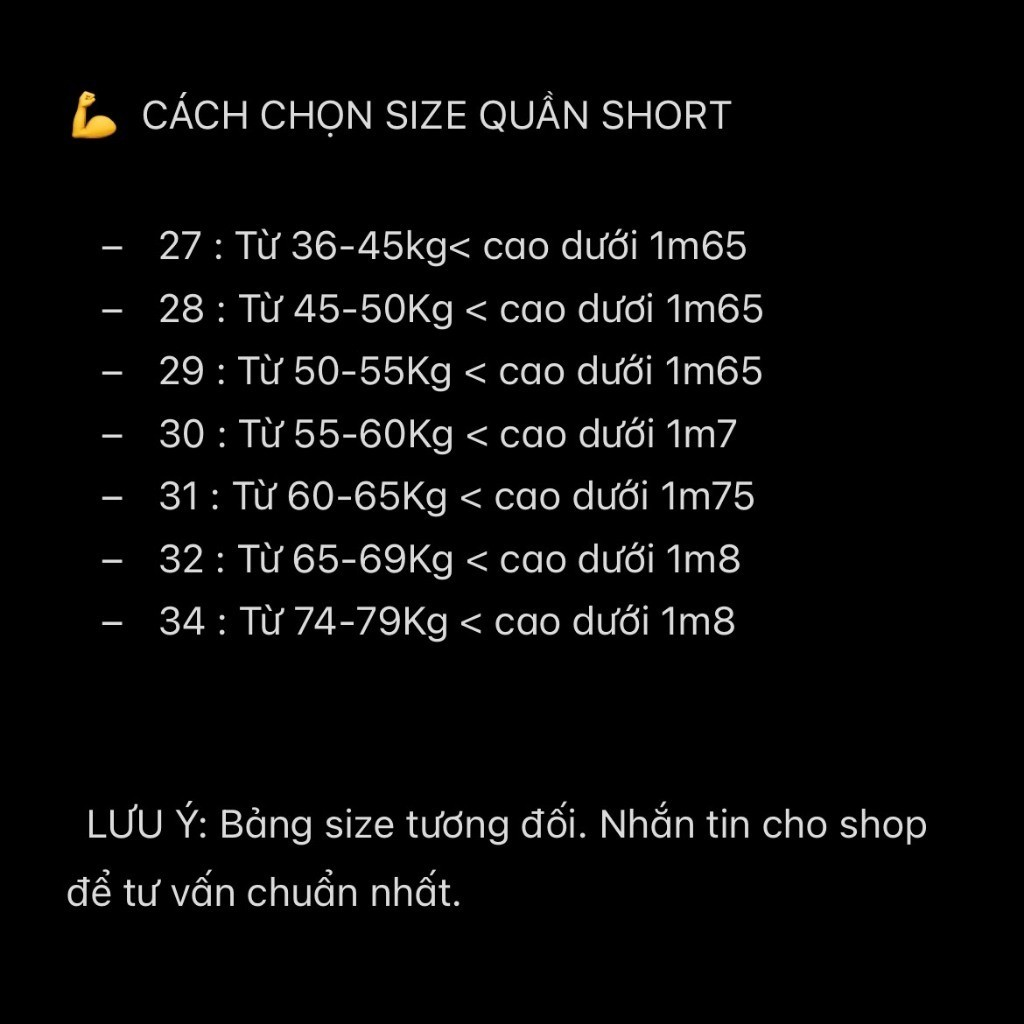 💪 CÁCH CHỌN SIZE QUẦN SHORT
– 27 : Từ 36-45kg< cao dưới 1m65
– 28 : Từ 45-50Kg < cao dươi 1m65
– 29 : Từ 50-55Kg < cao dưới 1m65
– 30 : Từ 55-60Kg < cao dưới 1m7
– 31 : Từ 60-65Kg < cao dưới 1m75
– 32 : Từ 65-69Kg < cao dưới 1m8
– 34 : Từ 74-79Kg < cao dưới 1m8
LƯU Ý: Bảng size tương đối. Nhắn tin cho shop
để tư vấn chuẩn nhất.